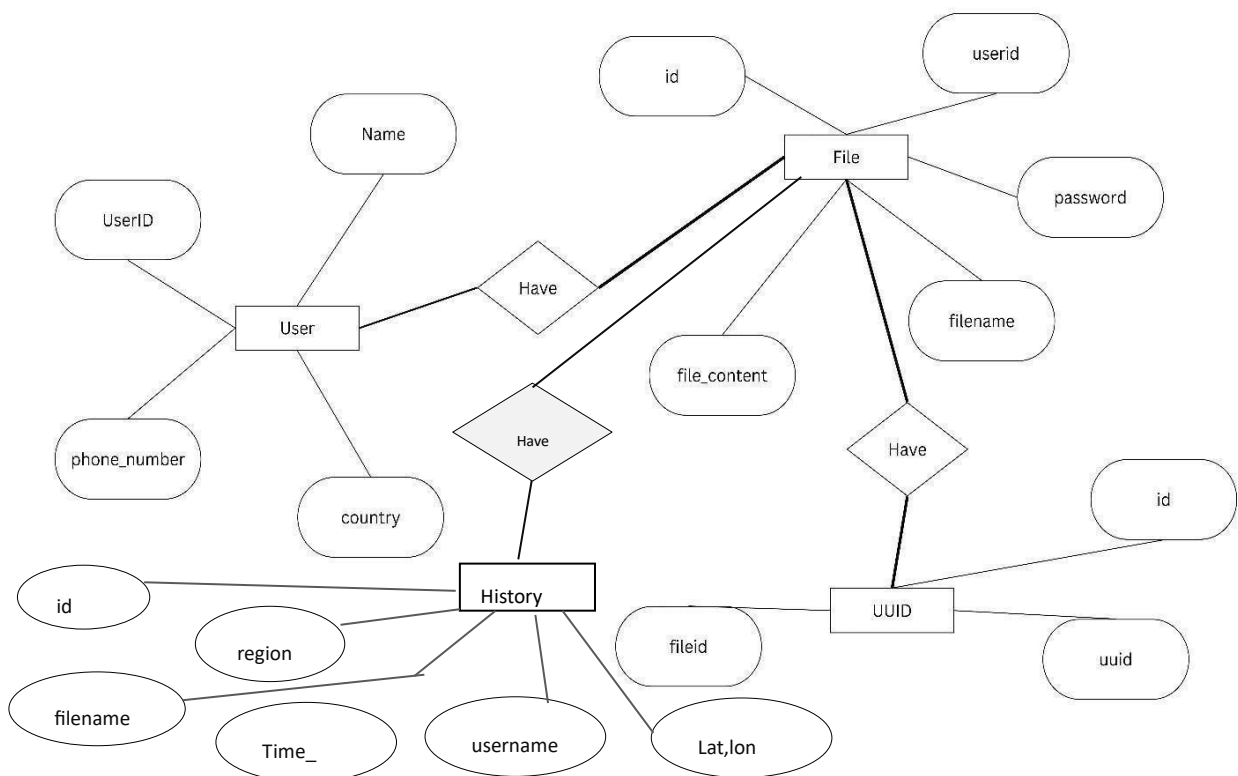 userid
id
Name
File
password
UserID
Have
filename
User
file_content
Have
Have
phone_number
id
country
History
id
UUID
region
fileid
uuid
filename
Time_
username
Lat,lon